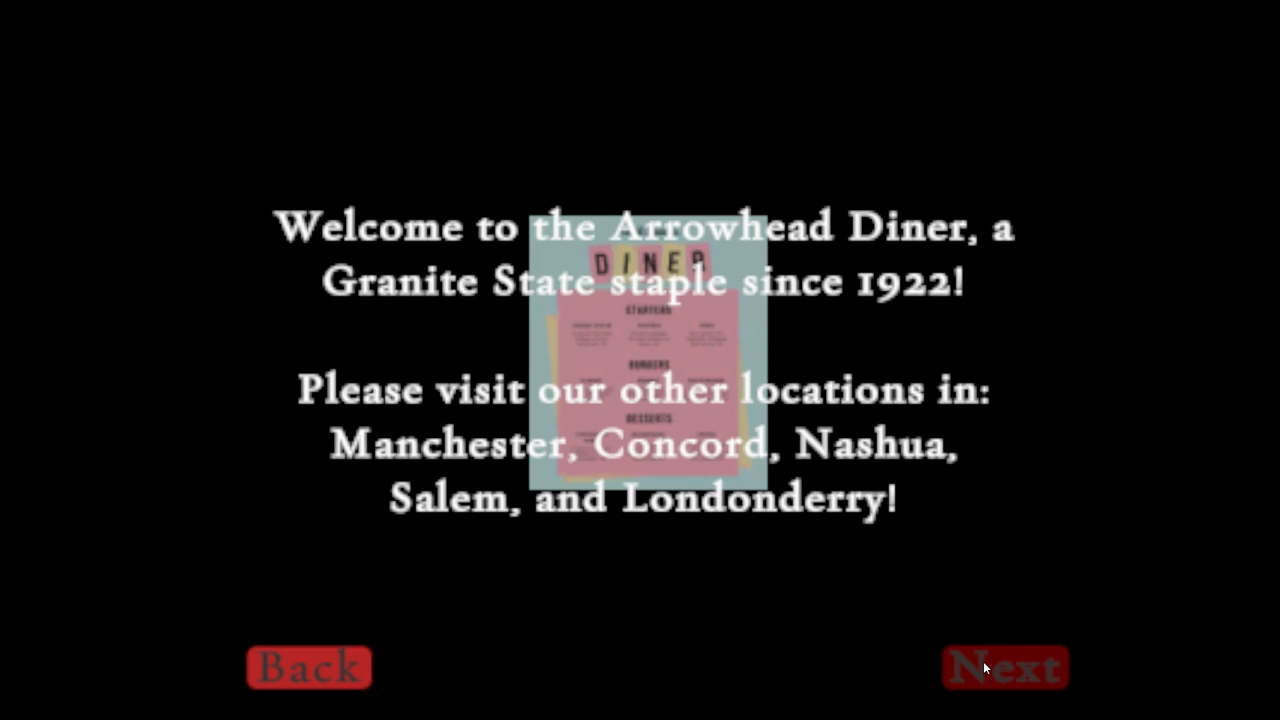 Welcome to the Arrowhead Diner, a
Granite State staple since 1922!
Please visit our other locations in:
Manchester, Concord, Nashua,
Salem, and Londonderry!
DINER
STARTERS
BURGERS
DESSERTS
Back
Next